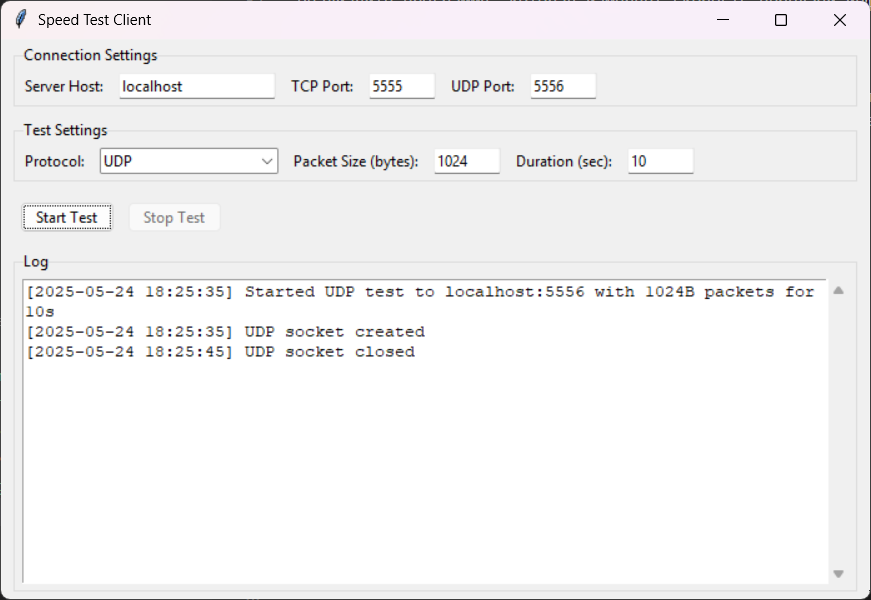 Speed Test Client
Connection Settings
Server Host: localhost TCP Port: 5555 UDP Port: 5556
Test Settings
Protocol: UDP Packet Size (bytes): 1024 Duration (sec): 10
Start Test Stop Test
Log
[2025-05-24 18:25:35] Started UDP test to localhost:5556 with 1024B packets for
10s
[2025-05-24 18:25:35] UDP socket created
[2025-05-24 18:25:45] UDP socket closed